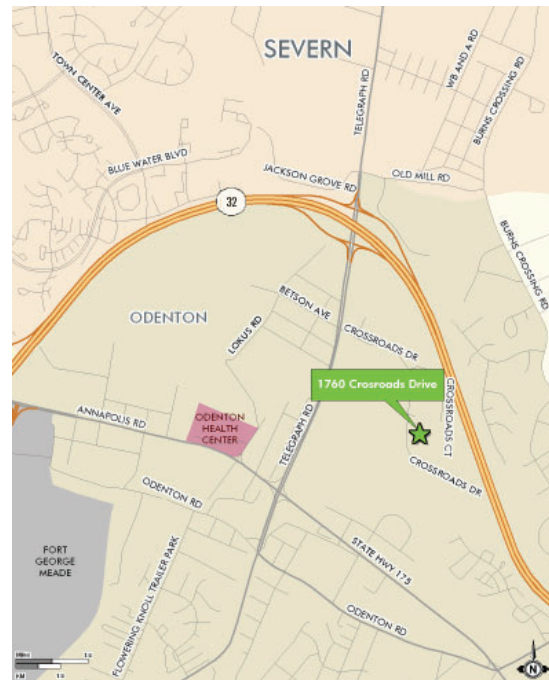 SEVERN
TOWN CENTER AVE
TELEGRAPH RD
WB AND A RD
BURNS CROSSING RD
BLUE WATER BLVD
JACKSON GROVE RD
OLD MILL RD
32
BURNS CROSSING RD
BETSON AVE
ODENTON
LOKUS RD
CROSSROADS DR
1760 Crosroads Drive
CROSSROADS CT
ANNAPOLIS RD
ODENTON
HEALTH
CENTER
TELEGRAPH RD
CROSSROADS DR
ODENTON RD
STATE HWY 175
FORT
GEORGE
MEADE
FLOWERING KNOLL TRAILER PARK
ODENTON RD
Miles
KM
N